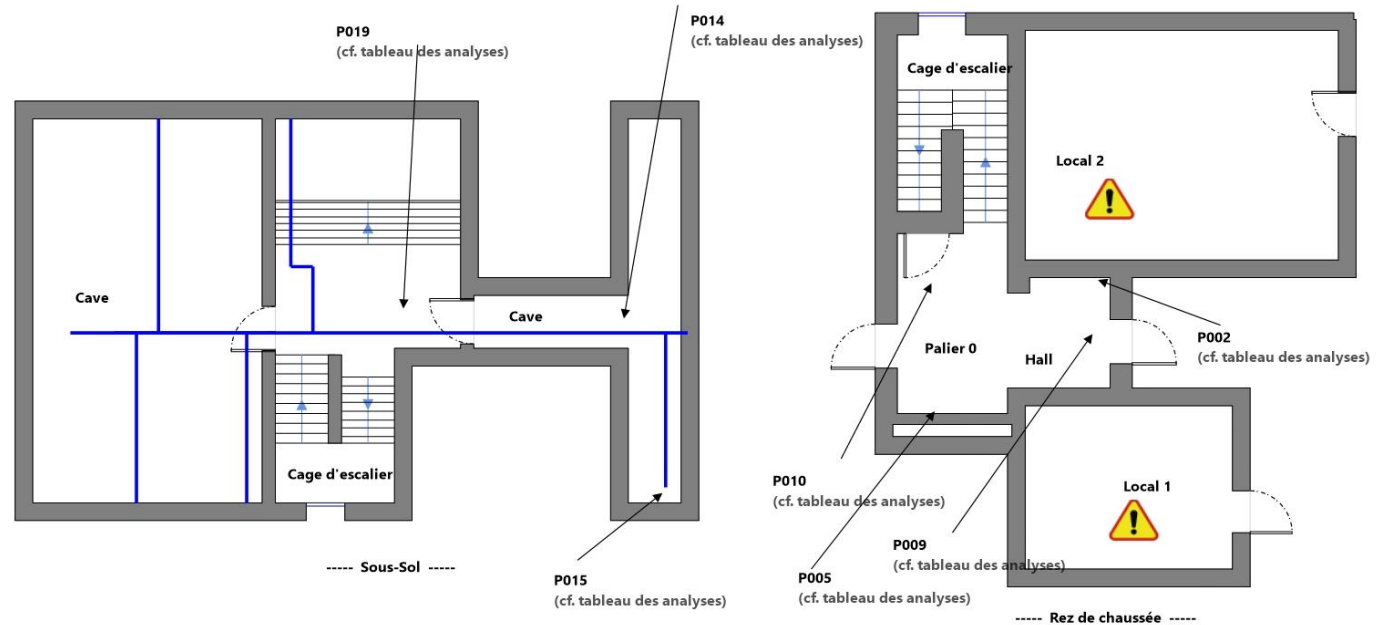 P019
(cf. tableau des analyses)
P014
(cf. tableau des analyses)
Cave
Cave
Cage d'escalier
----- Sous-Sol -----
P015
(cf. tableau des analyses)
Cage d'escalier
Local 2
Palier 0
Hall
P002
(cf. tableau des analyses)
P010
(cf. tableau des analyses)
Local 1
P009
(cf. tableau des analyses)
P005
(cf. tableau des analyses)
----- Rez de chaussée -----